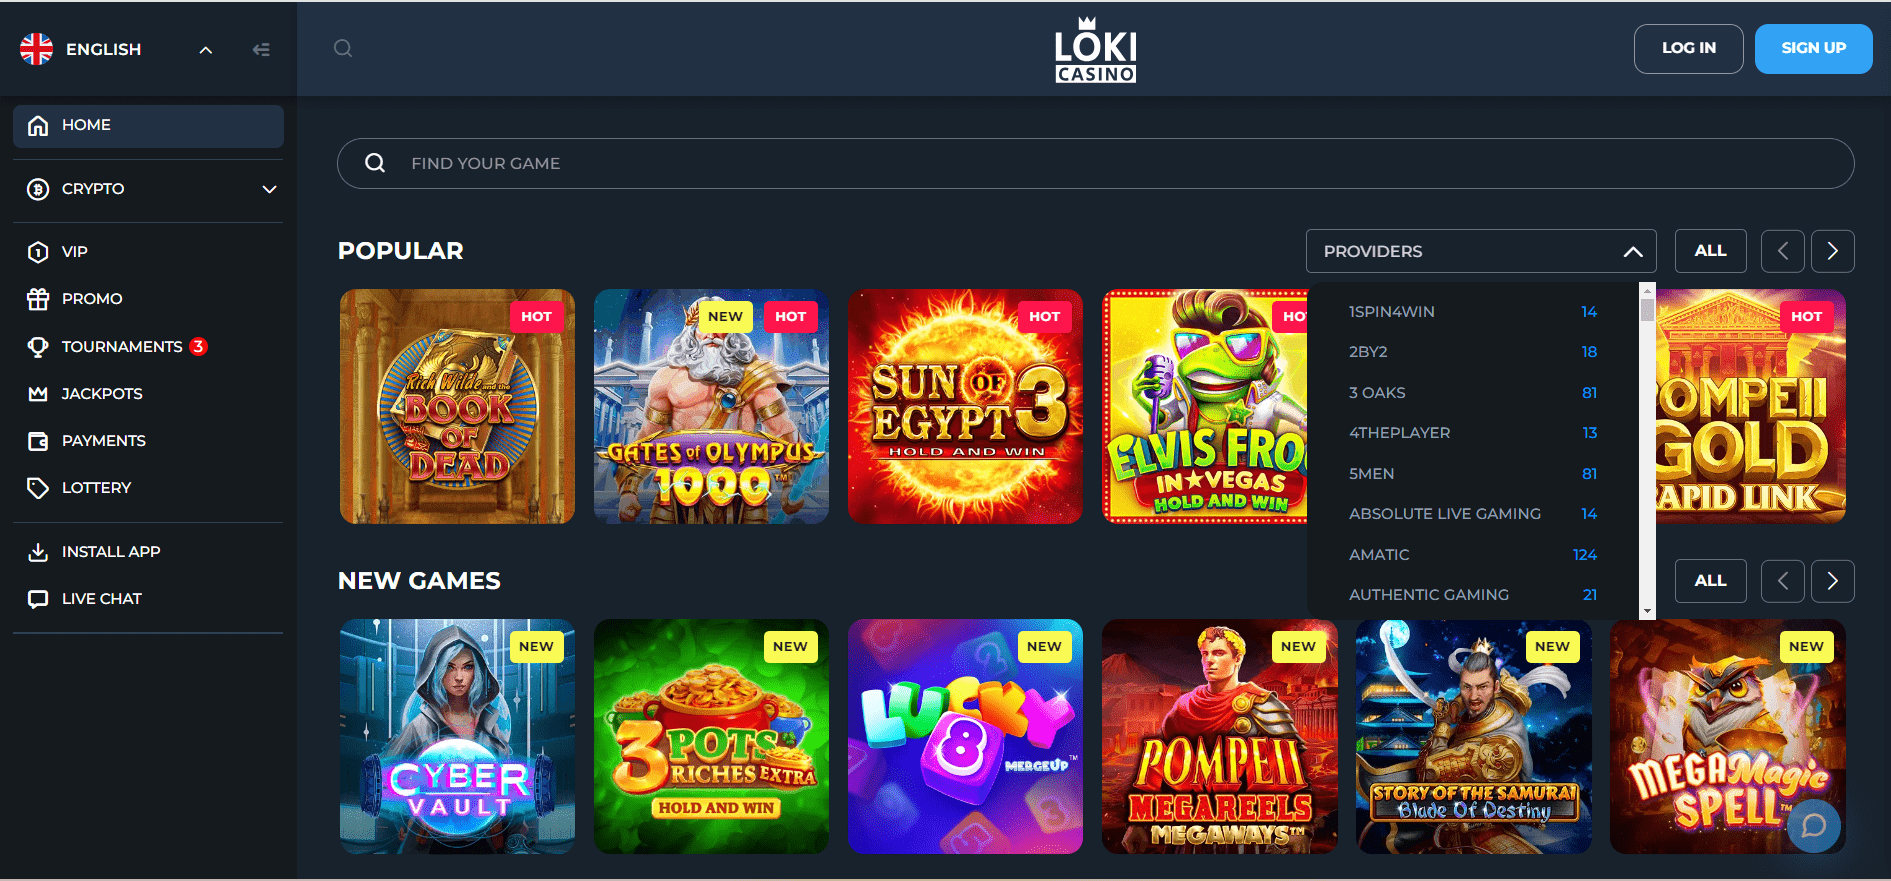 ENGLISH
LOKI
CASINO
LOG IN
SIGN UP
HOME
CRYPTO
VIP
PROMO
TOURNAMENTS 3
JACKPOTS
PAYMENTS
LOTTERY
INSTALL APP
LIVE CHAT
FIND YOUR GAME
POPULAR
PROVIDERS
ALL
1SPIN4WIN 14
2BY2 18
3 OAKS 81
4THEPLAYER 13
5MEN 81
ABSOLUTE LIVE GAMING 14
AMATIC 124
AUTHENTIC GAMING 21
HOT
Rich Wilde and the
BOOK
OF
DEAD
NEW
HOT
GATES of OLYMPUS
1000™
HOT
SUN OF
EGYPT 3
HOLD AND WIN
HO
ELVIS FRO
IN★VEGAS
HOLD AND WIN
HOT
OMPEII
GOLD
APID LINK
NEW GAMES
ALL
NEW
CYBER
VAULT
NEW
3 POTS
RICHES EXTRA
HOLD AND WIN
NEW
LUCKY
8
MERGEUP™
NEW
POMPEII
MEGAREELS
MEGAWAYS™
NEW
STORY OF THE SAMURAI
Blade Of Destiny
NEW
MEGA Magic
SPELL™